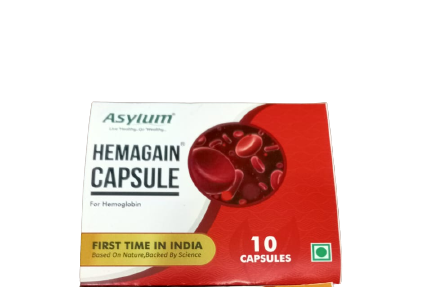 Asylum®
Live Healthy...Go Wealthy...
HEMAGAIN®
CAPSULE
For Hemoglobin
FIRST TIME IN INDIA
Based On Nature,Backed By Science
10
CAPSULES